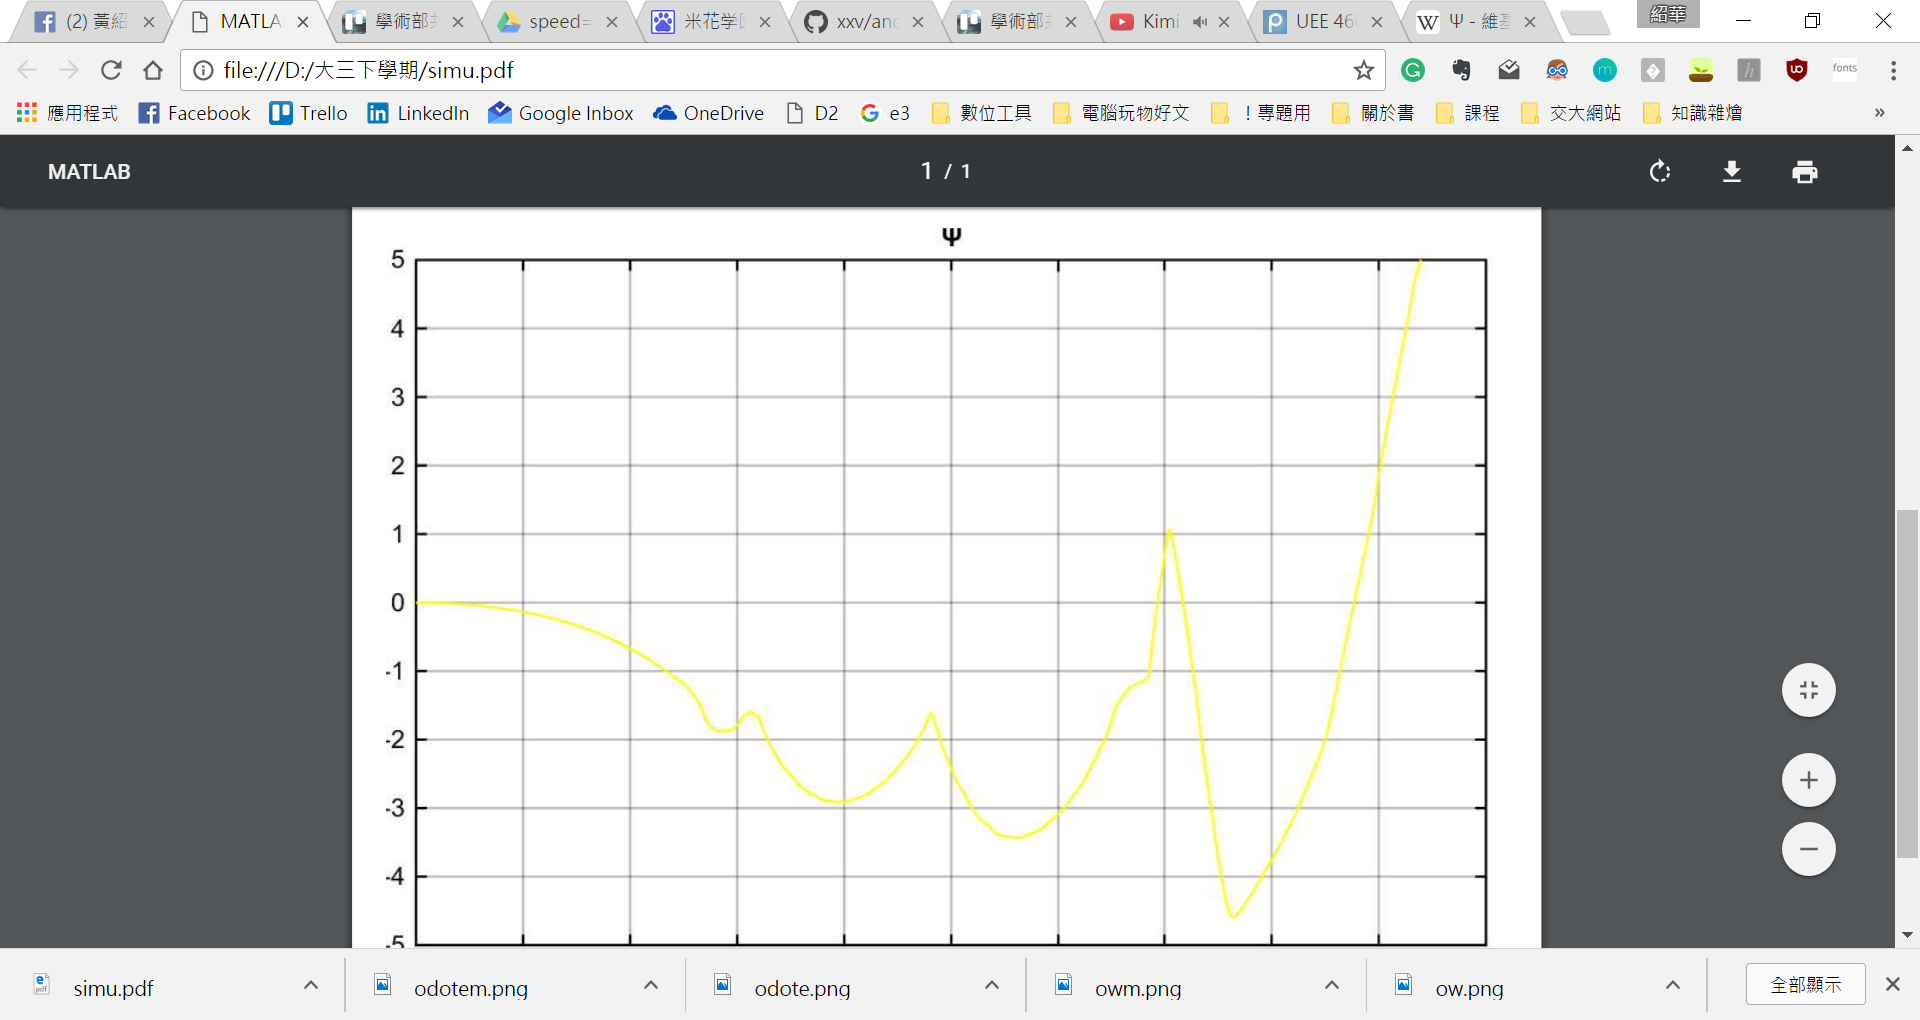 (2) 黃紹
MATLA
學術部
speed=
米花学
xxv/anc
學術部
Kimi
UEE 46
Ψ - 維基
紹華
file:///D:/大三下學期/simu.pdf
fonts
應用程式
Facebook
Trello
LinkedIn
Google Inbox
OneDrive
D2
e3
數位工具
電腦玩物好文
！專題用
關於書
課程
交大網站
知識雜燴
»
MATLAB
1 / 1
Ψ
5
4
3
2
1
0
-1
-2
-3
-4
-5
simu.pdf
odotem.png
odote.png
owm.png
ow.png
全部顯示